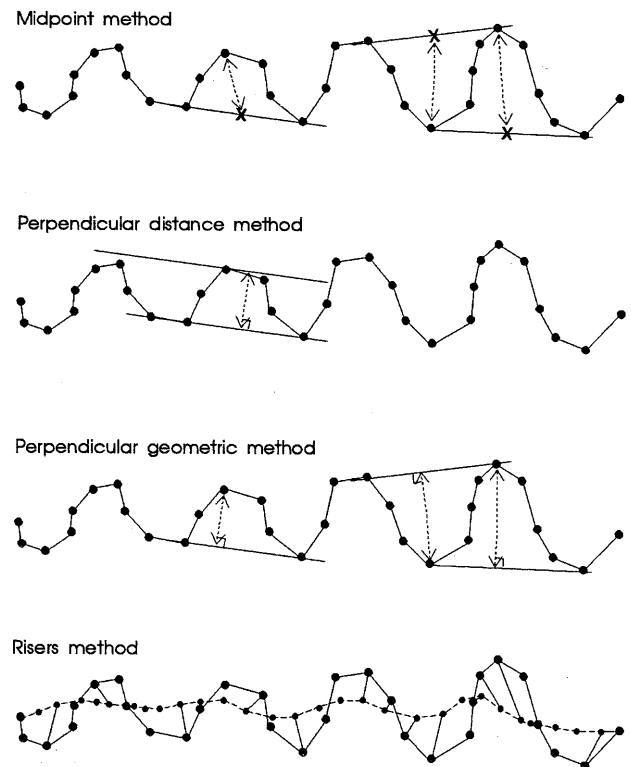 Midpoint method
X
X
X
X
Perpendicular distance method
Perpendicular geometric method
Risers method